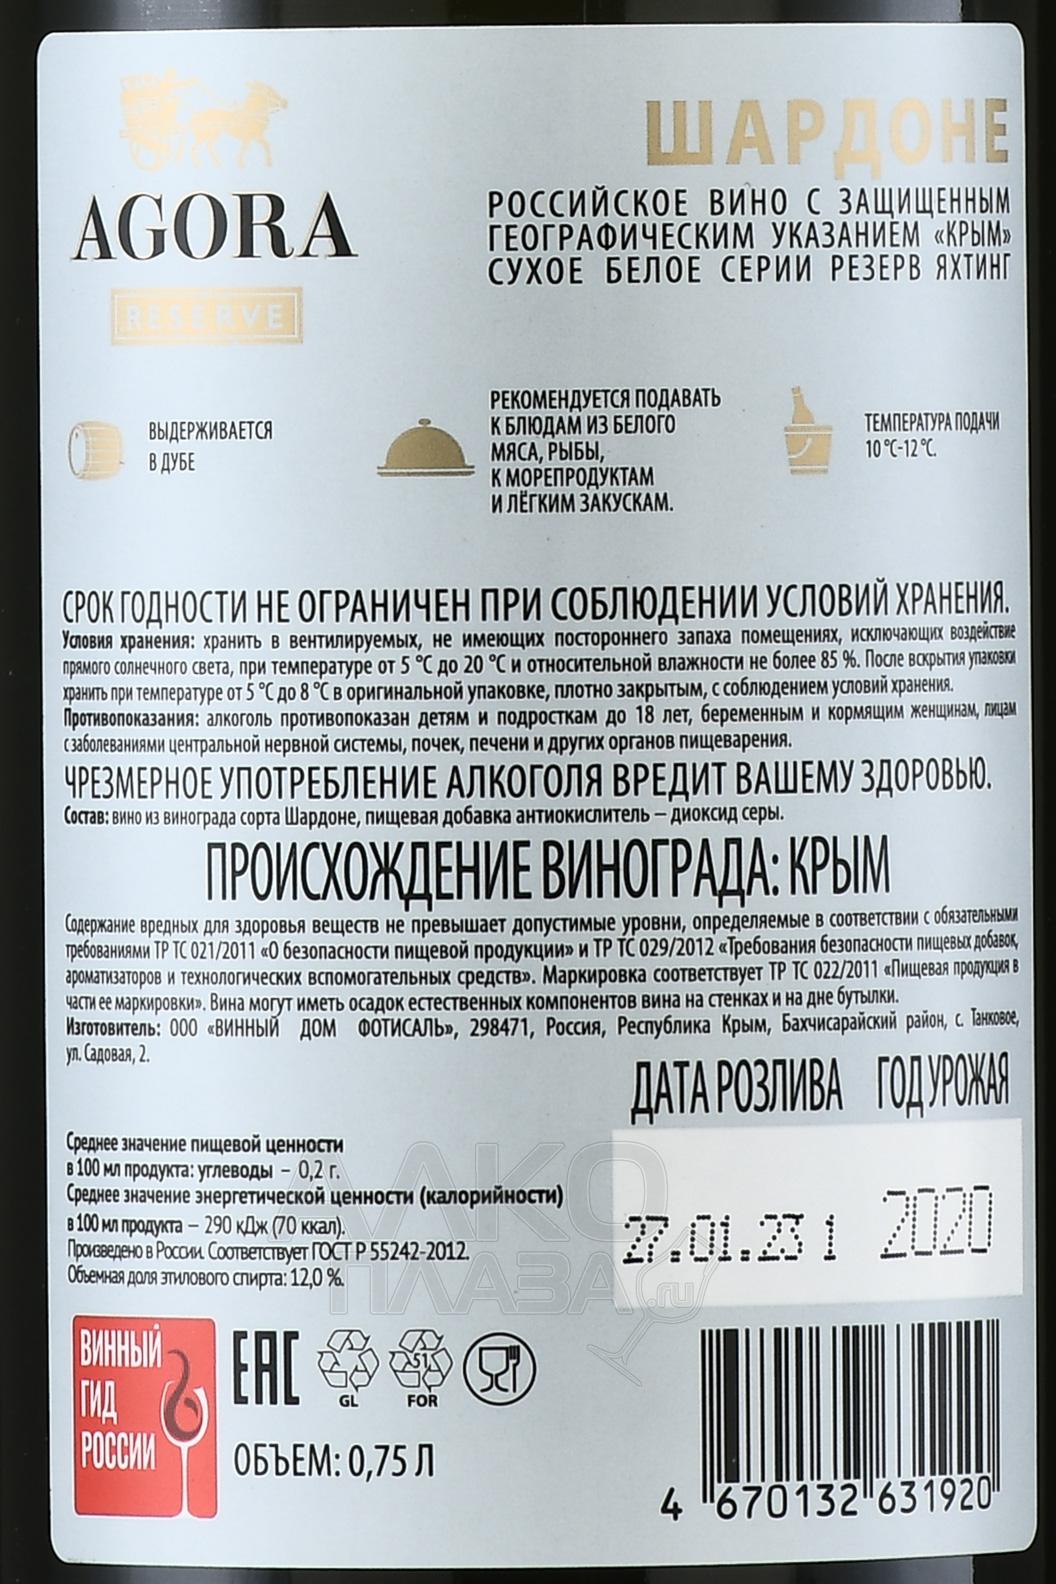 AGORA
RESERVE
ШАРДОНЕ
РОССИЙСКОЕ ВИНО С ЗАЩИЩЕННЫМ
ГЕОГРАФИЧЕСКИМ УКАЗАНИЕМ «КРЫМ»
СУХОЕ БЕЛОЕ СЕРИИ РЕЗЕРВ ЯХТИНГ
ВЫДЕРЖИВАЕТСЯ
В ДУБЕ
РЕКОМЕНДУЕТСЯ ПОДАВАТЬ
К БЛЮДАМ ИЗ БЕЛОГО
МЯСА, РЫБЫ,
К МОРЕПРОДУКТАМ
И ЛЁГКИМ ЗАКУСКАМ.
ТЕМПЕРАТУРА ПОДАЧИ
10 °С-12 °С.
СРОК ГОДНОСТИ НЕ ОГРАНИЧЕН ПРИ СОБЛЮДЕНИИ УСЛОВИЙ ХРАНЕНИЯ.
Условия хранения: хранить в вентилируемых, не имеющих постороннего запаха помещениях, исключающих воздействие
прямого солнечного света, при температуре от 5 °С до 20 °С и относительной влажности не более 85 %. После вскрытия упаковки
хранить при температуре от 5 °С до 8 °С в оригинальной упаковке, плотно закрытым, с соблюдением условий хранения.
Противопоказания: алкоголь противопоказан детям и подросткам до 18 лет, беременным и кормящим женщинам, лицам
с заболеваниями центральной нервной системы, почек, печени и других органов пищеварения.
ЧРЕЗМЕРНОЕ УПОТРЕБЛЕНИЕ АЛКОГОЛЯ ВРЕДИТ ВАШЕМУ ЗДОРОВЬЮ.
Состав: вино из винограда сорта Шардоне, пищевая добавка антиокислитель – диоксид серы.
ПРОИСХОЖДЕНИЕ ВИНОГРАДА: КРЫМ
Содержание вредных для здоровья веществ не превышает допустимые уровни, определяемые в соответствии с обязательными
требованиями ТР ТС 021/2011 «О безопасности пищевой продукции» и ТР ТС 029/2012 «Требования безопасности пищевых добавок,
ароматизаторов и технологических вспомогательных средств». Маркировка соответствует ТР ТС 022/2011 «Пищевая продукция в
части ее маркировки». Вина могут иметь осадок естественных компонентов вина на стенках и на дне бутылки.
Изготовитель: ООО «ВИННЫЙ ДОМ ФОТИСАЛЬ», 298471, Россия, Республика Крым, Бахчисарайский район, с. Танковое,
ул. Садовая, 2.
ДАТА РОЗЛИВА ГОД УРОЖАЯ
27.01.23 1 2020
Среднее значение пищевой ценности
в 100 мл продукта: углеводы – 0,2 г.
Среднее значение энергетической ценности (калорийности)
в 100 мл продукта – 290 кДж (70 ккал).
Произведено в России. Соответствует ГОСТ Р 55242-2012.
Объемная доля этилового спирта: 12,0 %.
АЛКО
ПЛАЗА.ru
ВИННЫЙ
ГИД
РОССИИ
ЕАС
GL
51
FOR
ОБЪЕМ: 0,75 Л
4 670132 631920